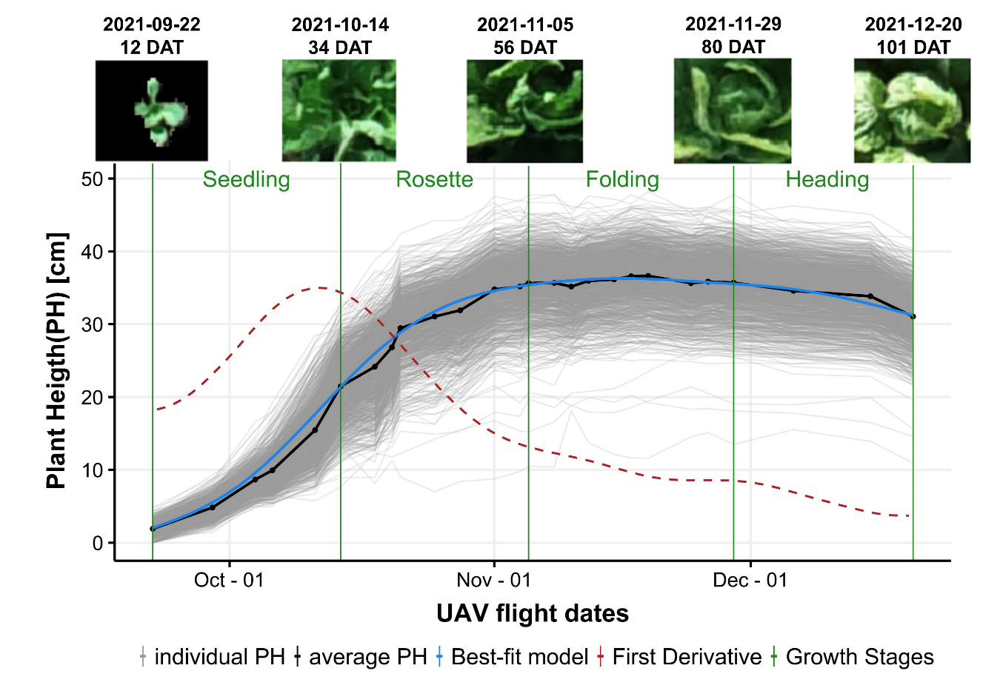 2021-09-22
12 DAT
2021-10-14
34 DAT
2021-11-05
56 DAT
2021-11-29
80 DAT
2021-12-20
101 DAT
Seedling
Rosette
Folding
Heading
Plant Heigth(PH) [cm]
50
40
30
20
10
0
Oct - 01
Nov - 01
Dec - 01
UAV flight dates
individual PH
average PH
Best-fit model
First Derivative
Growth Stages